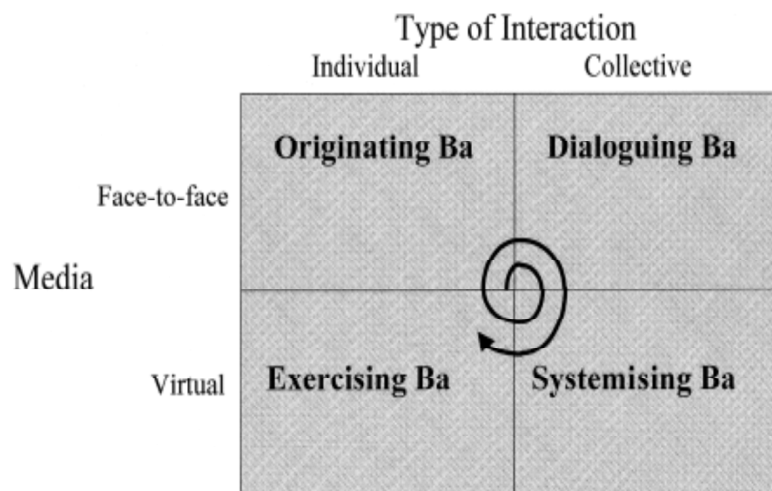 Type of Interaction
Individual Collective
Originating Ba Dialoguing Ba
Face-to-face
Media
Virtual
Exercising Ba Systemising Ba